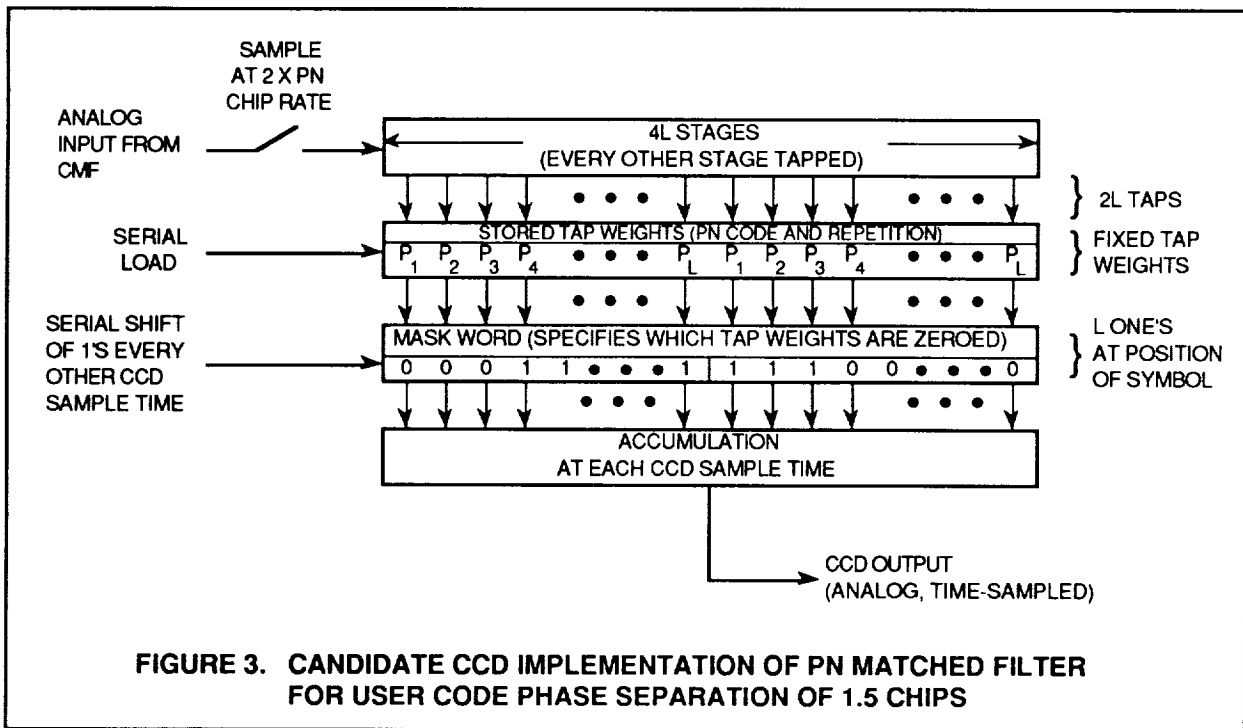 SAMPLE
AT 2 X PN
CHIP RATE
ANALOG
INPUT FROM
CMF
4L STAGES
(EVERY OTHER STAGE TAPPED)
2L TAPS
SERIAL
LOAD
STORED TAP WEIGHTS (PN CODE AND REPETITION)
P1 P2 P3 P4 PL P1 P2 P3 P4 PL
FIXED TAP
WEIGHTS
SERIAL SHIFT
OF 1'S EVERY
OTHER CCD
SAMPLE TIME
MASK WORD (SPECIFIES WHICH TAP WEIGHTS ARE ZEROED)
0 0 0 1 1 • • • 1 1 1 1 0 0 • • • 0
L ONE'S
AT POSITION
OF SYMBOL
ACCUMULATION
AT EACH CCD SAMPLE TIME
CCD OUTPUT
(ANALOG, TIME-SAMPLED)
FIGURE 3. CANDIDATE CCD IMPLEMENTATION OF PN MATCHED FILTER
FOR USER CODE PHASE SEPARATION OF 1.5 CHIPS